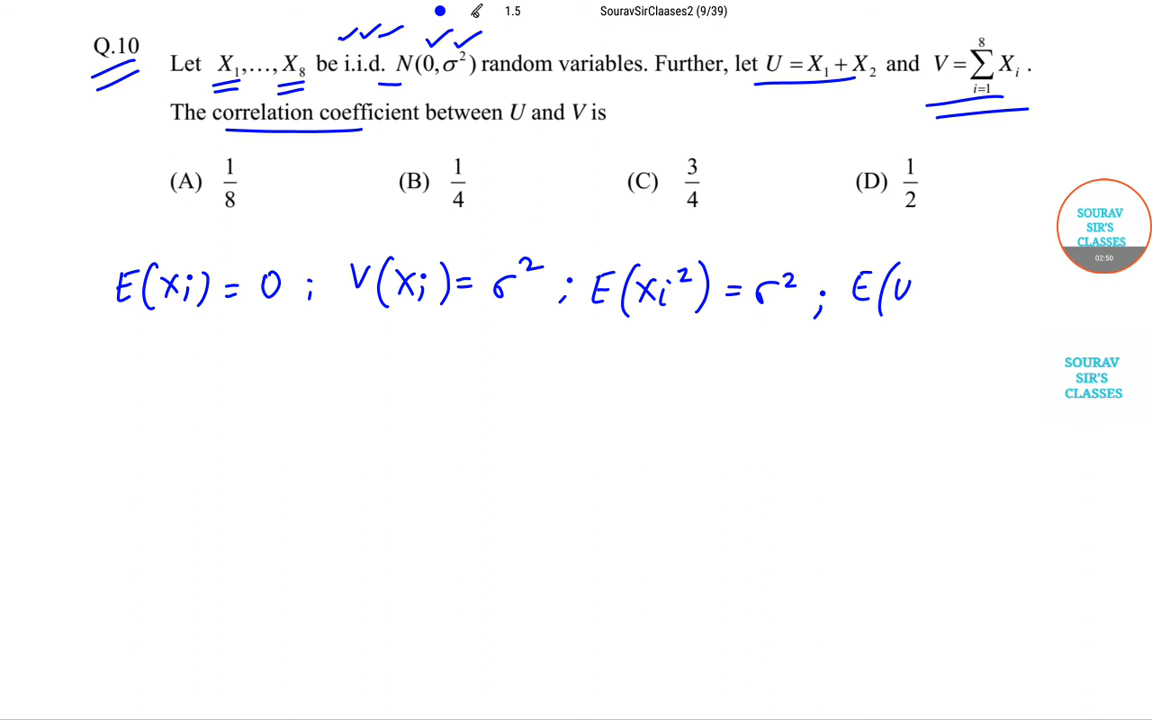 1.5 SouravSirClaases2 (9/39)
Q.10 Let X₁,…, X₈ be i.i.d. N(0, σ²) random variables. Further, let U = X₁ + X₂ and V = ∑_{i=1}^{8} X_i .
The correlation coefficient between U and V is
(A) 1/8 (B) 1/4 (C) 3/4 (D) 1/2
SOURAV
SIR'S
CLASSES
02:50
E(Xi) = 0 ; V(Xi) = σ² ; E(Xi²) = σ² ; E(U
SOURAV
SIR'S
CLASSES